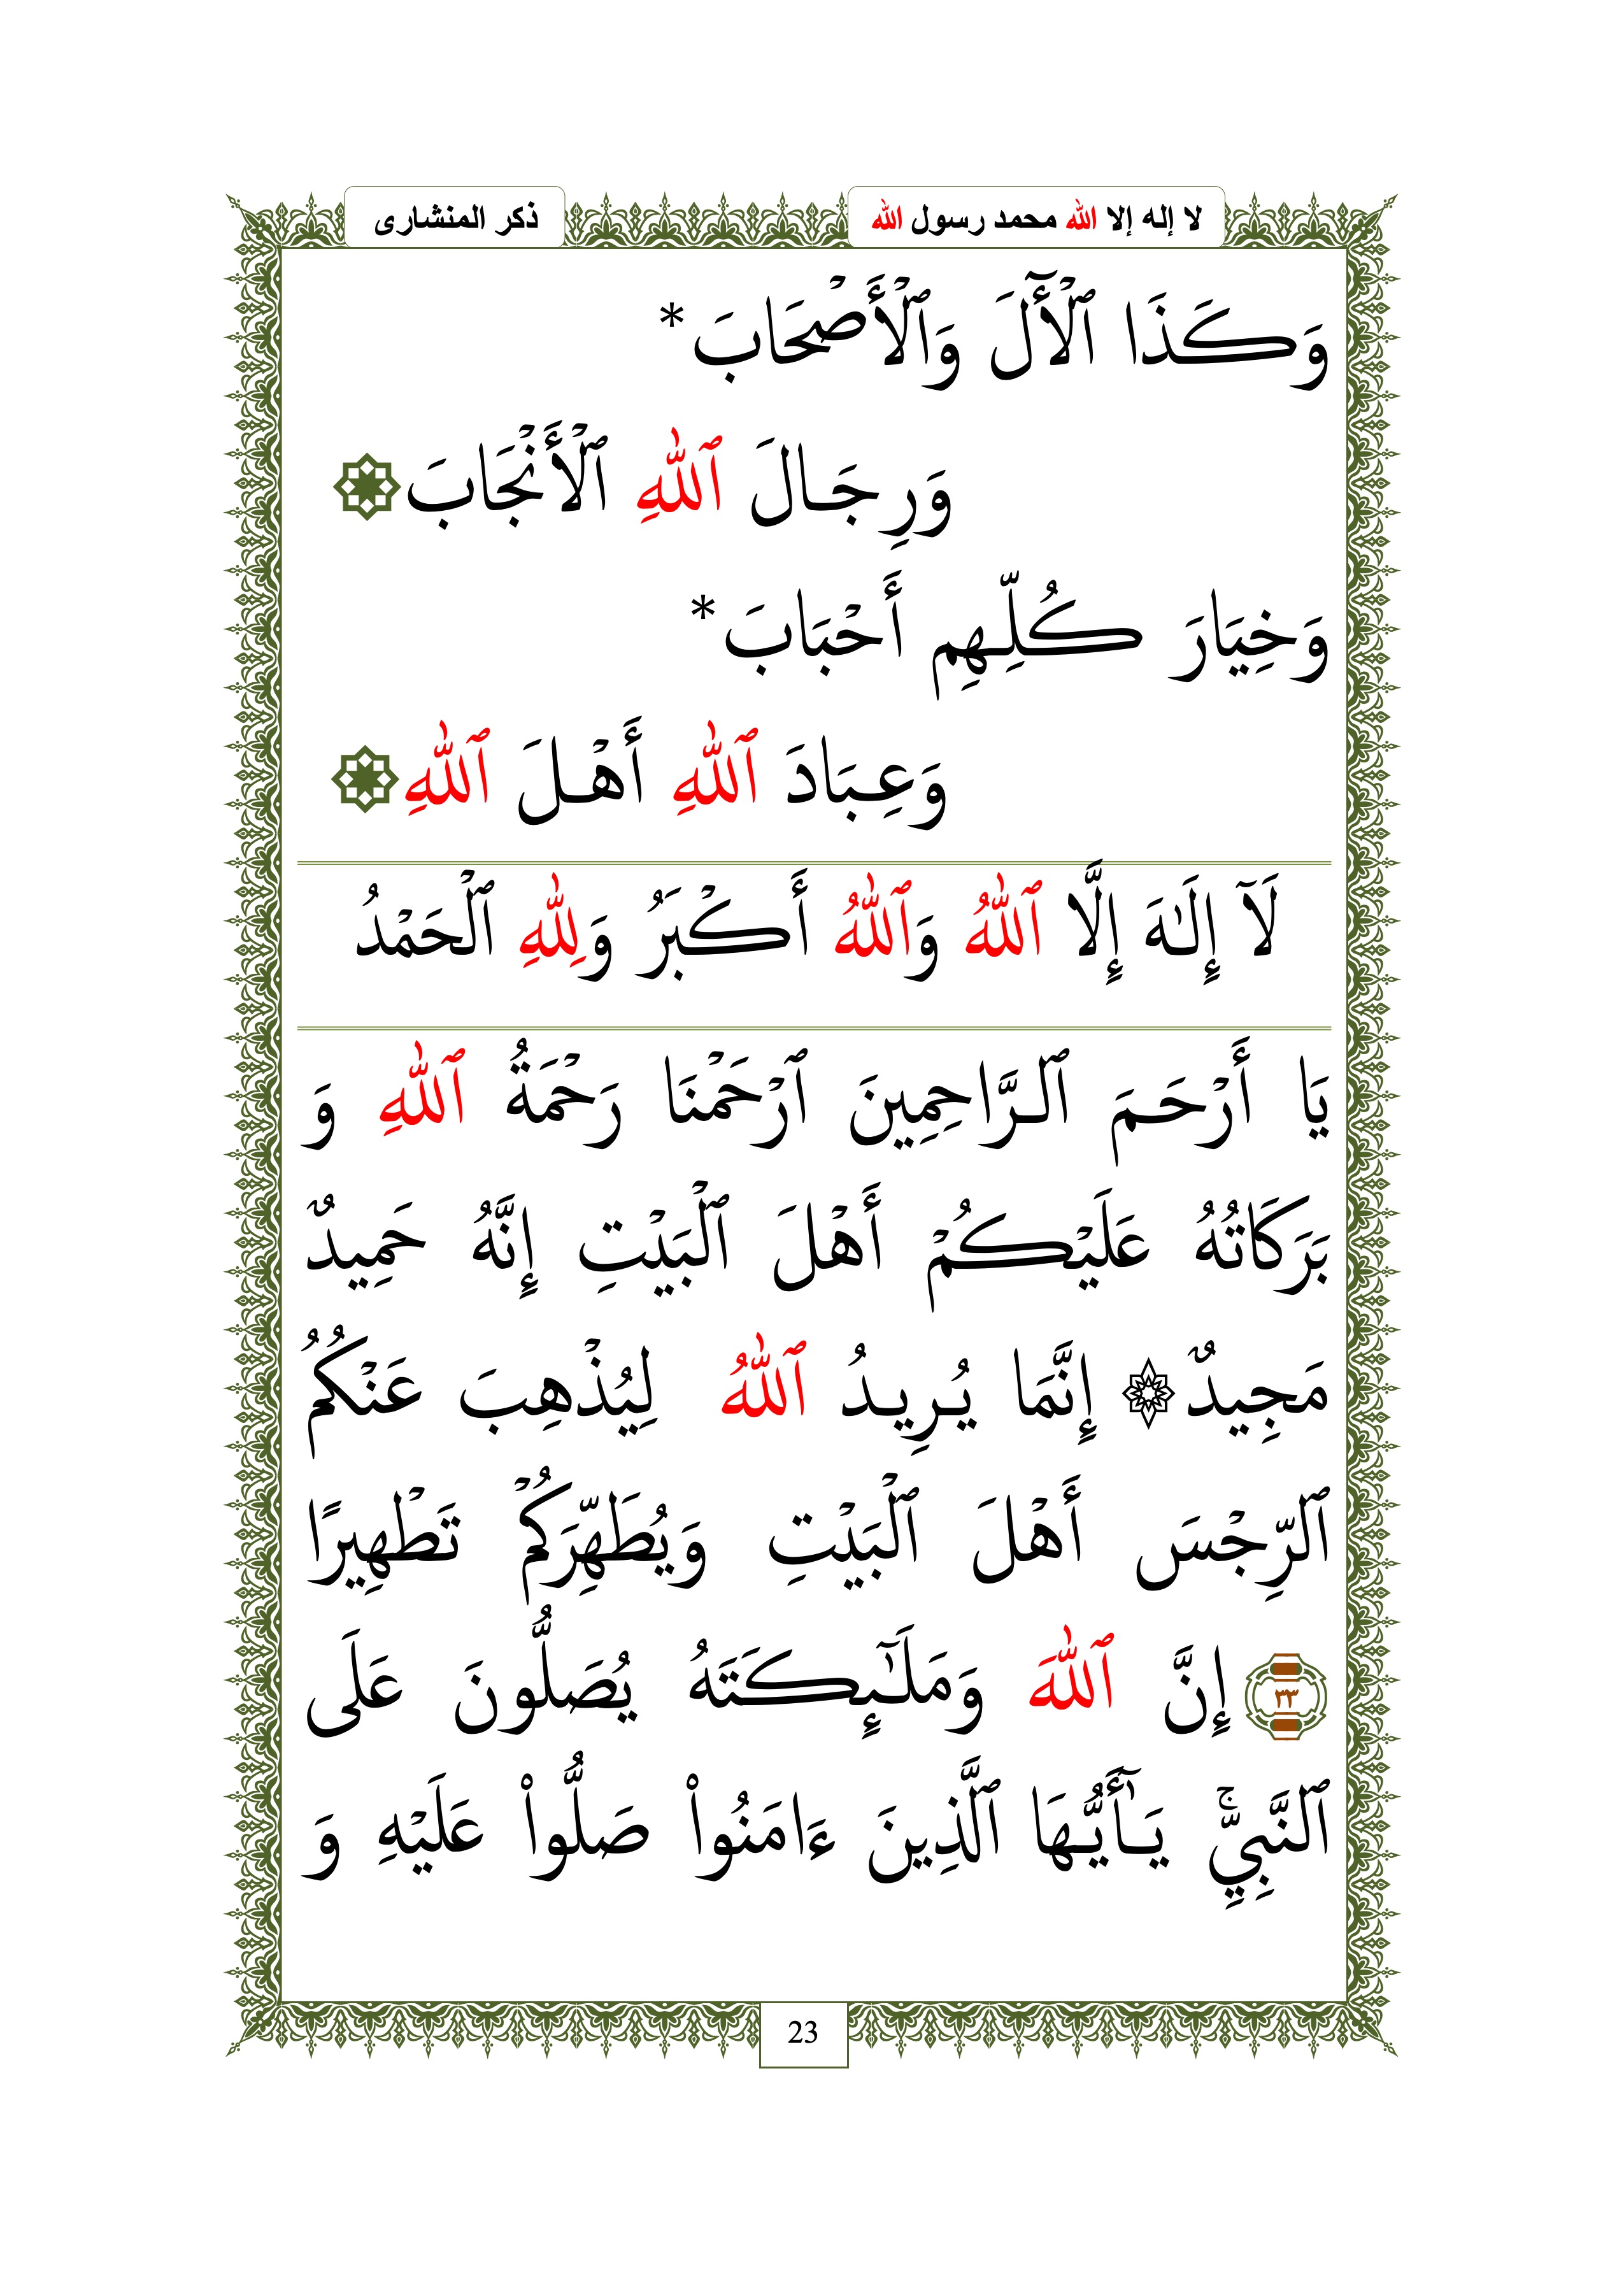 لا إله إلا الله محمد رسول الله
ذكر المنشارى
وَكَذَا ٱلْأٓلَ وَٱلْأَصْحَابَ *
وَرِجَالَ ٱللّٰهِ ٱلْأَنْجَابَ ۞
وَخِيَارَ كُلِّهِم أَحْبَابَ *
وَعِبَادَ ٱللّٰهِ أَهْلَ ٱللّٰهِ ۞
لَآ إِلَـٰهَ إِلَّا ٱللّٰهُ وَٱللّٰهُ أَكْبَرُ وَلِلّٰهِ ٱلْحَمْدُ
يَا أَرْحَمَ ٱلرَّاحِمِينَ ٱرْحَمْنَا رَحْمَةُ ٱللّٰهِ وَ
بَرَكَاتُهُ عَلَيْكُمْ أَهْلَ ٱلْبَيْتِ إِنَّهُ حَمِيدٌ
مَجِيدٌ ۞ إِنَّمَا يُرِيدُ ٱللّٰهُ لِيُذْهِبَ عَنْكُمُ
ٱلرِّجْسَ أَهْلَ ٱلْبَيْتِ وَيُطَهِّرَكُمْ تَطْهِيرًا
٣٣ إِنَّ ٱللّٰهَ وَمَلَـٰٓئِكَتَهُ يُصَلُّونَ عَلَى
ٱلنَّبِيِّۚ يَـٰٓأَيُّهَا ٱلَّذِينَ ءَامَنُوا۟ صَلُّوا۟ عَلَيْهِ وَ
23